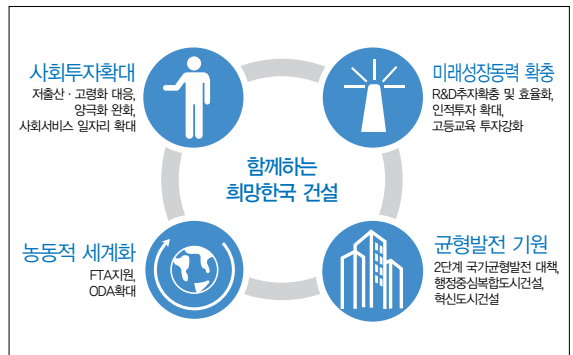 사회투자확대
저출산·고령화 대응,
양극화 완화,
사회서비스 일자리 확대
미래성장동력 확충
R&D추자확충 및 효율화,
인적투자 확대,
고등교육 투자강화
함께하는
희망한국 건설
농동적 세계화
FTA지원,
ODA확대
균형발전 기원
2단계 국가균형발전 대책,
행정중심복합도시건설,
혁신도시건설